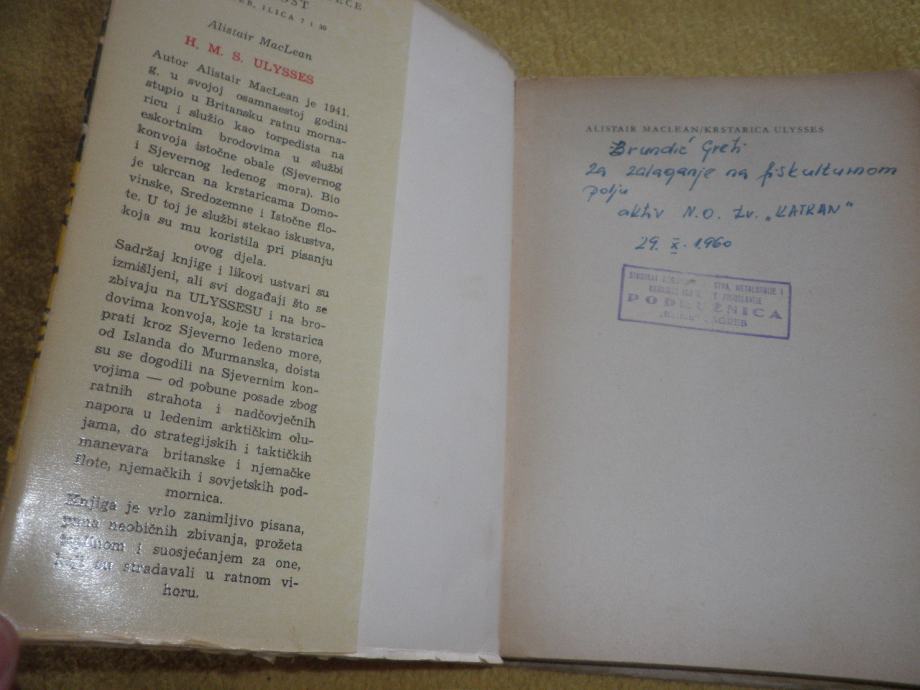 ILICA 7 i 30
Alistair MacLean
H. M. S. ULYSSES
Autor Alistair MacLean je 1941.
g. u svojoj osamnaestoj godini
stupio u Britansku ratnu morna-
ricu i služio kao torpedista na
eskortnim brodovima u službi
konvoja istočne obale (Sjevernog
i Sjevernog ledenog mora). Bio
je ukrcan na krstaricama Domo-
vinske, Sredozemne i Istočne flo-
te. U toj je službi stekao iskustva,
koja su mu koristila pri pisanju
ovog djela.
Sadržaj knjige i likovi ustvari su
izmišljeni, ali svi događaji što se
zbivaju na ULYSSESU i na bro-
dovima konvoja, koje ta krstarica
prati kroz Sjeverno ledeno more,
od Islanda do Murmanska, doista
su se dogodili na Sjevernim kon-
vojima — od pobune posade zbog
ratnih strahota i nadčovječnih
napora u ledenim arktičkim olu-
jama, do strategijskih i taktičkih
manevara britanske i njemačke
flote, njemačkih i sovjetskih pod-
mornica.
Knjiga je vrlo zanimljivo pisana,
puna neobičnih zbivanja, prožeta
i suosjećanjem za one,
su stradavali u ratnom vi-
horu.
ALISTAIR MACLEAN/KRSTARICA ULYSSES
Brundić Greti
Za zalaganje na fiskulturnom
polju
aktiv N.O. Zv. „KATRAN"
29. X. 1960
METALURGIJE I
PODRUŽNICA
ZAGREB